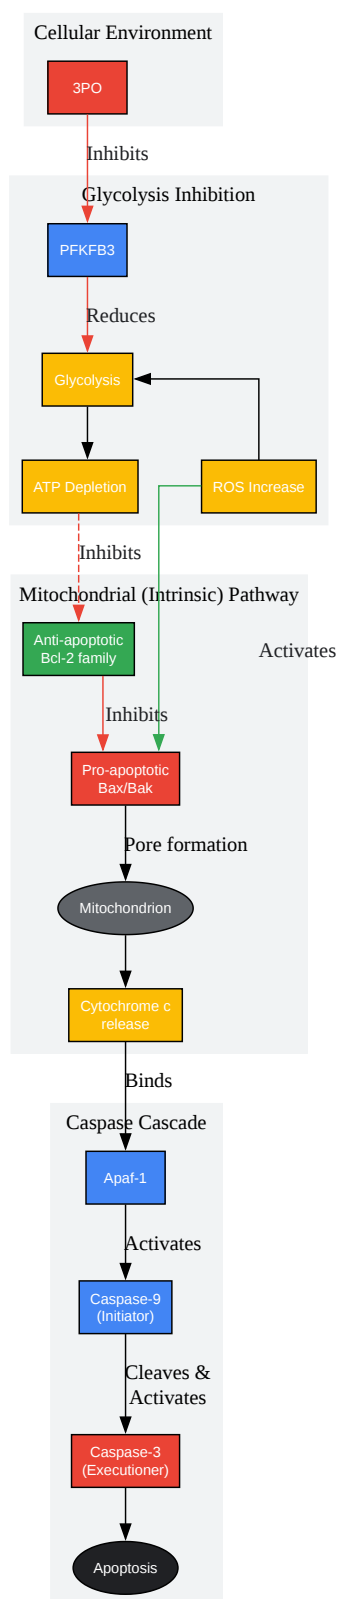 Cellular Environment
3PO
Inhibits
Glycolysis Inhibition
PFKFB3
Reduces
Glycolysis
ATP Depletion
ROS Increase
Inhibits
Mitochondrial (Intrinsic) Pathway
Anti-apoptotic
Bcl-2 family
Activates
Inhibits
Pro-apoptotic
Bax/Bak
Pore formation
Mitochondrion
Cytochrome c
release
Binds
Caspase Cascade
Apaf-1
Activates
Caspase-9
(Initiator)
Cleaves &
Activates
Caspase-3
(Executioner)
Apoptosis